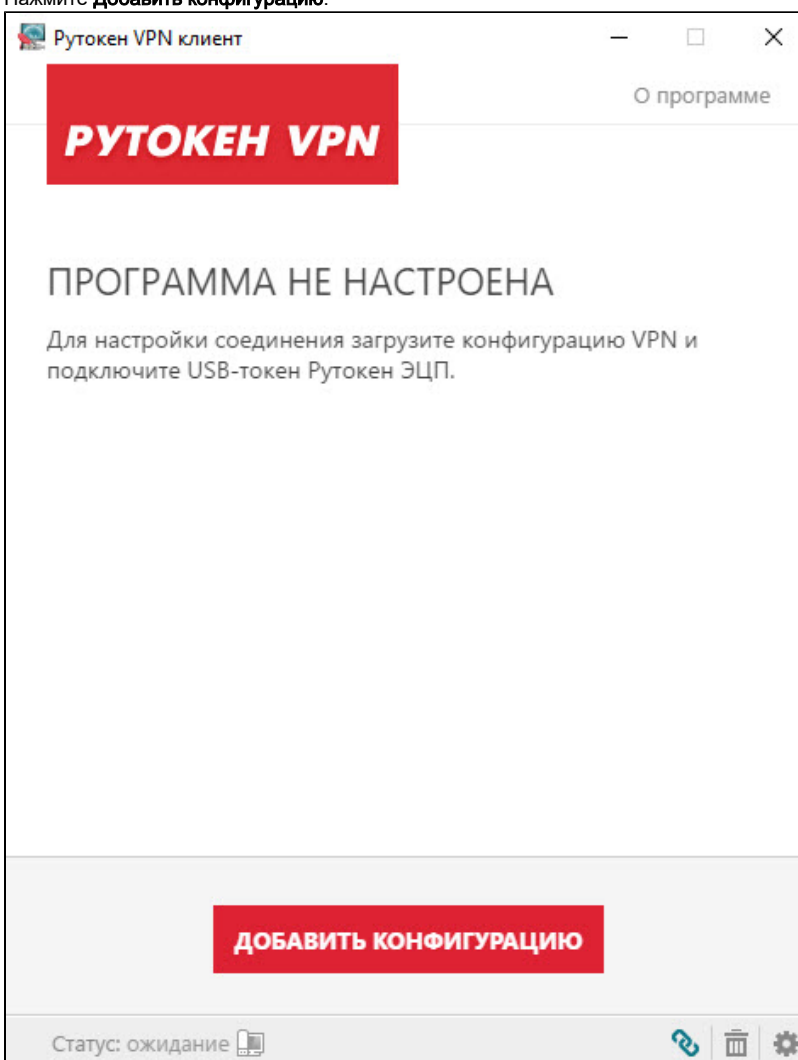 Нажмите Добавить конфигурацию.
Рутокен VPN клиент
О программе
РУТОКЕН VPN
ПРОГРАММА НЕ НАСТРОЕНА
Для настройки соединения загрузите конфигурацию VPN и
подключите USB-токен Рутокен ЭЦП.
ДОБАВИТЬ КОНФИГУРАЦИЮ
Статус: ожидание